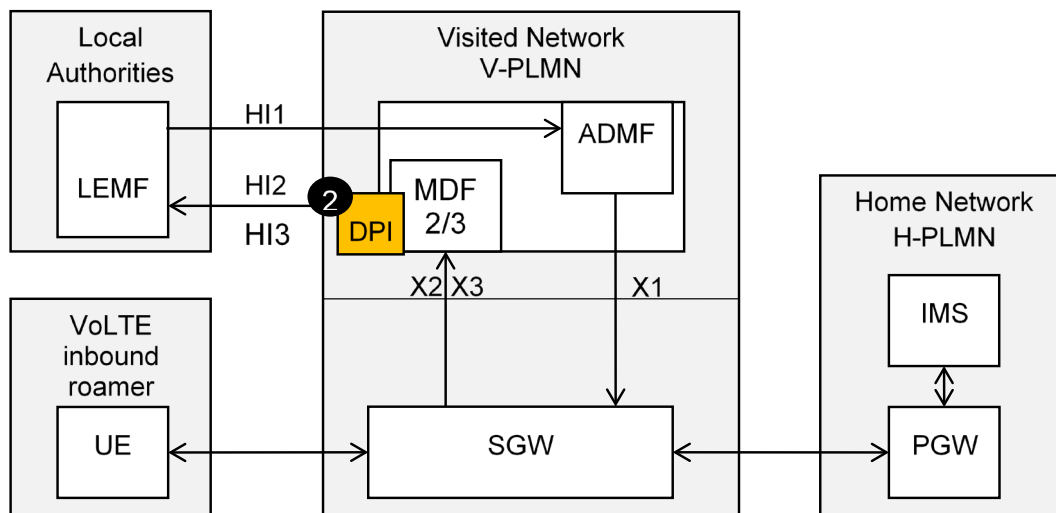 Local
Authorities
LEMF
HI1
HI2
HI3
Visited Network
V-PLMN
ADMF
2
DPI
MDF
2/3
X2 X3
X1
Home Network
H-PLMN
IMS
PGW
VoLTE
inbound
roamer
UE
SGW